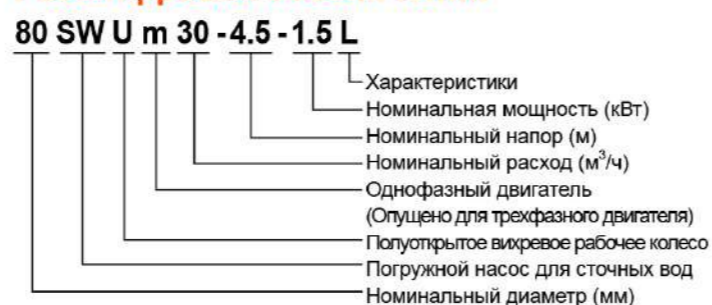 80 SW U m 30 - 4.5 - 1.5 L
Характеристики
Номинальная мощность (кВт)
Номинальный напор (м)
Номинальный расход (м³/ч)
Однофазный двигатель
(Опущено для трехфазного двигателя)
Полуоткрытое вихревое рабочее колесо
Погружной насос для сточных вод
Номинальный диаметр (мм)